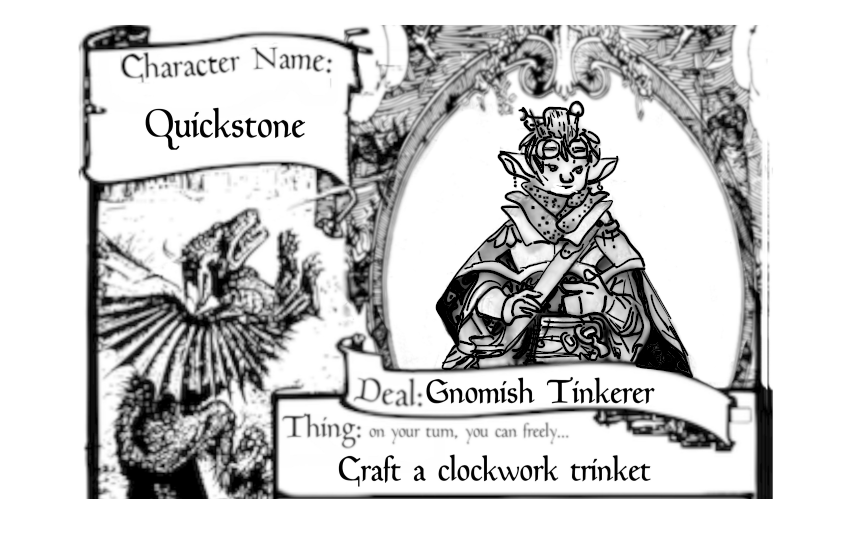 Character Name:
Quickstone
Deal: Gnomish Tinkerer
Thing: on your turn, you can freely...
Craft a clockwork trinket